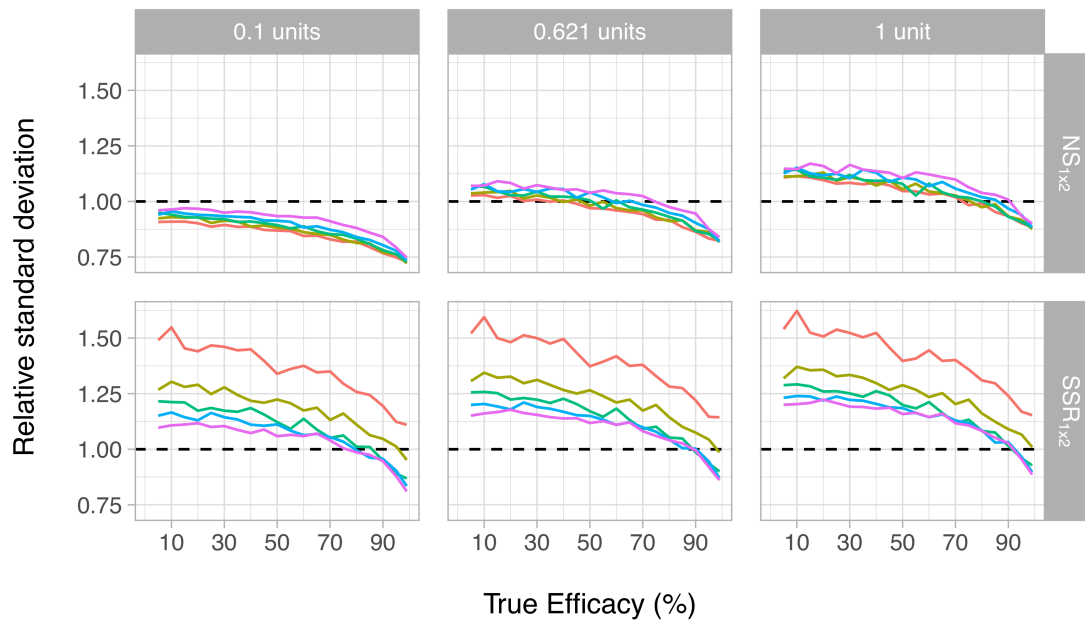 0.1 units
0.621 units
1 unit
Relative standard deviation
1.50
1.25
1.00
0.75
NS1x2
1.50
1.25
1.00
0.75
SSR1x2
10 30 50 70 90
10 30 50 70 90
10 30 50 70 90
True Efficacy (%)